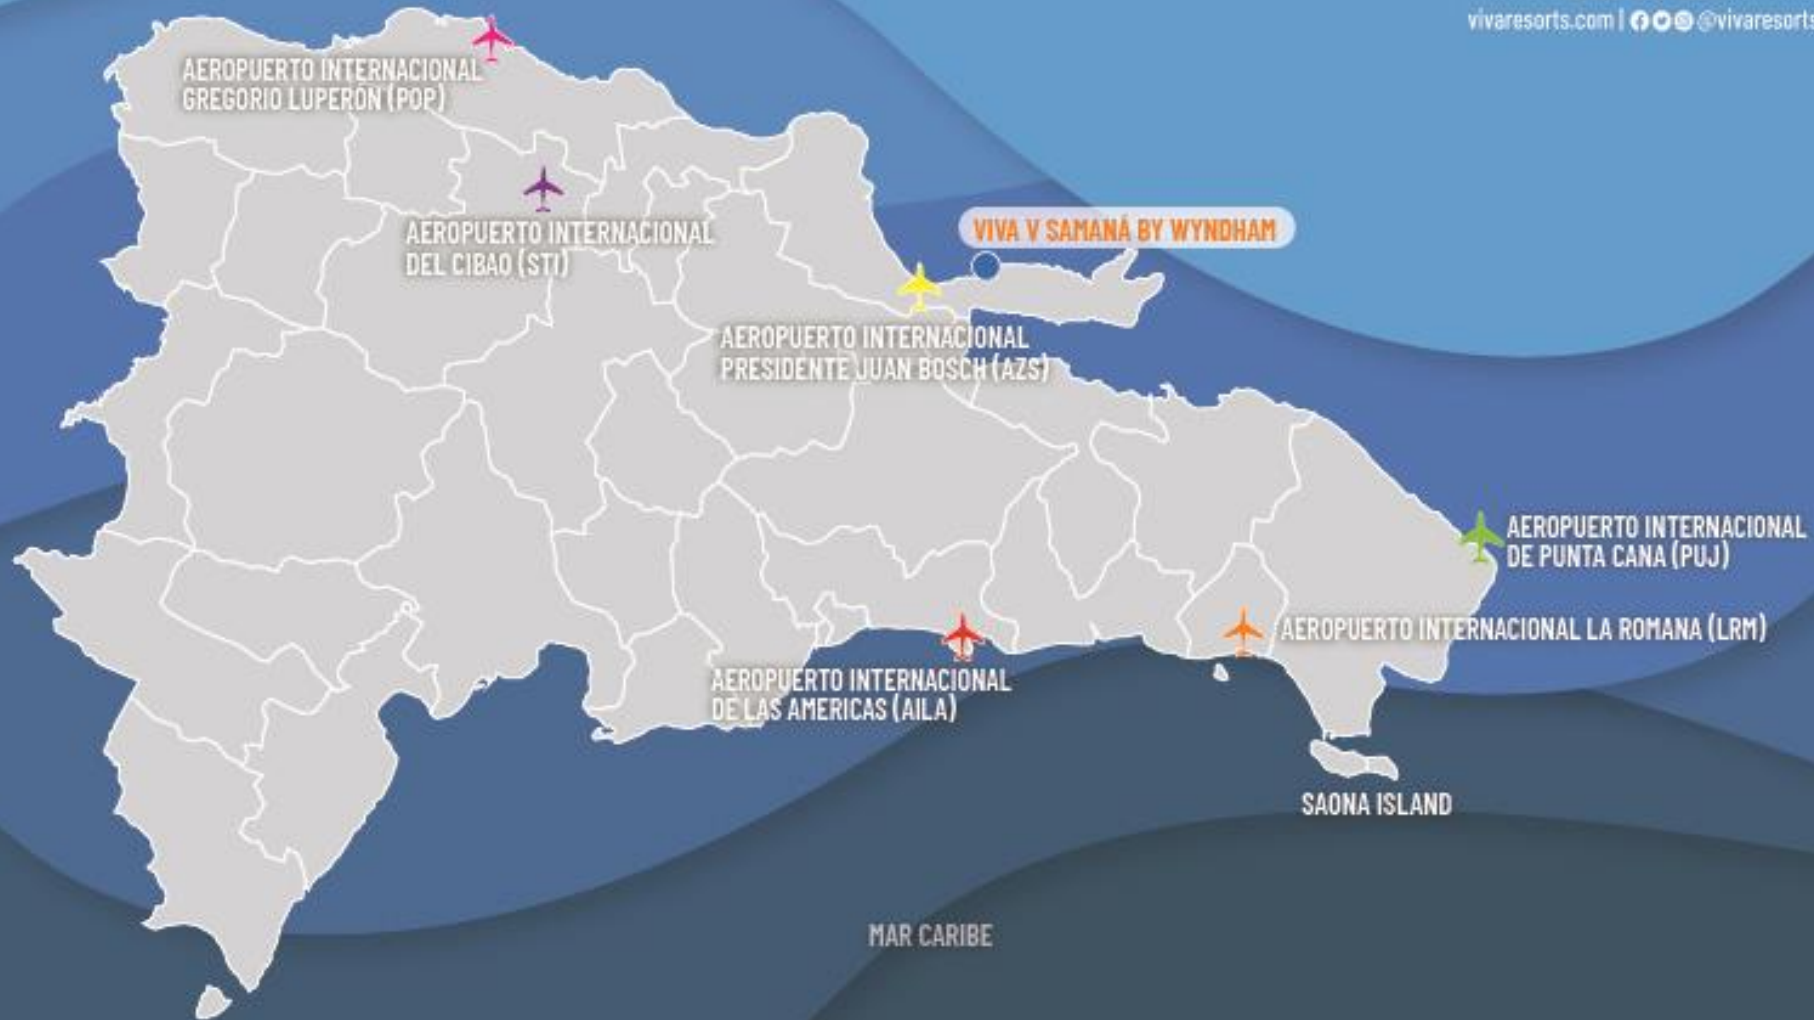 vivaresorts.com | @vivaresorts
AEROPUERTO INTERNACIONAL
GREGORIO LUPERÓN (POP)
AEROPUERTO INTERNACIONAL
DEL CIBAO (STI)
VIVA V SAMANÁ BY WYNDHAM
AEROPUERTO INTERNACIONAL
PRESIDENTE JUAN BOSCH (AZS)
AEROPUERTO INTERNACIONAL
DE PUNTA CANA (PUJ)
AEROPUERTO INTERNACIONAL LA ROMANA (LRM)
AEROPUERTO INTERNACIONAL
DE LAS AMERICAS (AILA)
SAONA ISLAND
MAR CARIBE